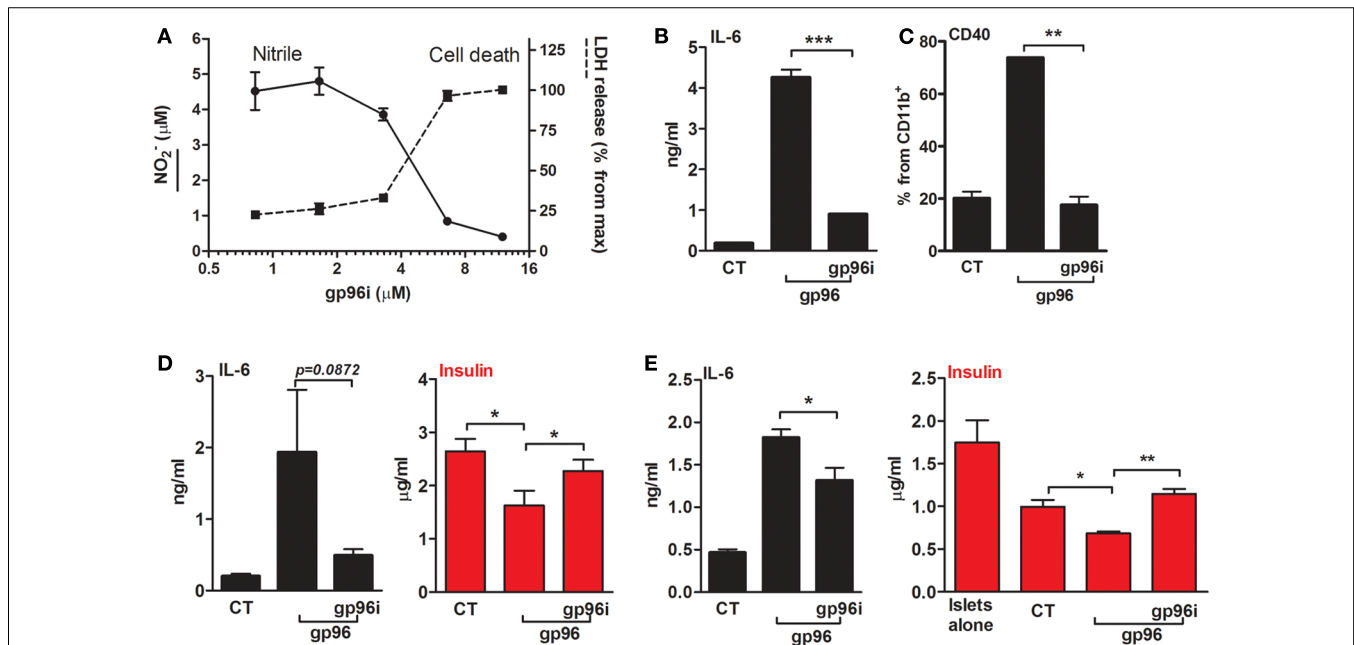 A
Nitrile
Cell death
6
5
4
3
2
1
0
NO2- (μM)
125
100
75
50
25
0
LDH release (% from max)
0.5 1 2 4 8 16
gp96i (μM)
B
IL-6
***
5
4
3
2
1
0
ng/ml
CT gp96i
gp96
C
CD40
**
80
60
40
20
0
% from CD11b+
CT gp96i
gp96
D
IL-6
p=0.0872
3
2
1
0
ng/ml
CT gp96i
gp96
Insulin
* *
4
3
2
1
0
μg/ml
CT gp96i
gp96
E
IL-6
*
2.5
2.0
1.5
1.0
0.5
0.0
ng/ml
CT gp96i
gp96
Insulin
* **
2.5
2.0
1.5
1.0
0.5
0.0
μg/ml
Islets
alone
CT gp96i
gp96